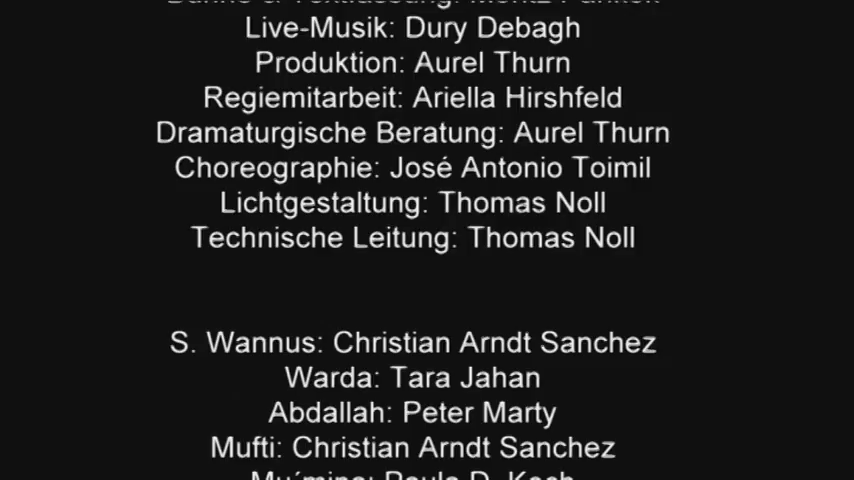 Live-Musik: Dury Debagh
Produktion: Aurel Thurn
Regiemitarbeit: Ariella Hirshfeld
Dramaturgische Beratung: Aurel Thurn
Choreographie: José Antonio Toimil
Lichtgestaltung: Thomas Noll
Technische Leitung: Thomas Noll
S. Wannus: Christian Arndt Sanchez
Warda: Tara Jahan
Abdallah: Peter Marty
Mufti: Christian Arndt Sanchez